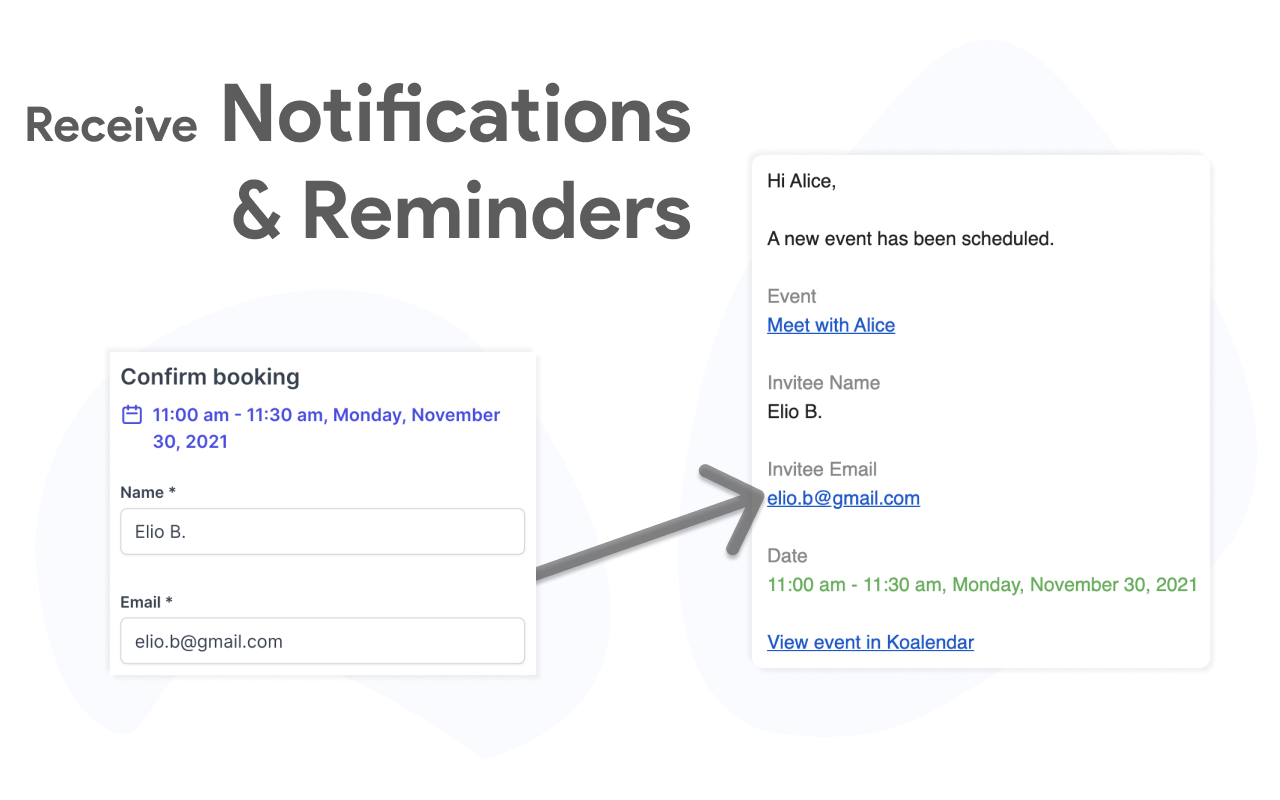 Receive Notifications
& Reminders
Confirm booking
11:00 am - 11:30 am, Monday, November
30, 2021
Name *
Elio B.
Email *
elio.b@gmail.com
Hi Alice,
A new event has been scheduled.
Event
Meet with Alice
Invitee Name
Elio B.
Invitee Email
elio.b@gmail.com
Date
11:00 am - 11:30 am, Monday, November 30, 2021
View event in Koalendar